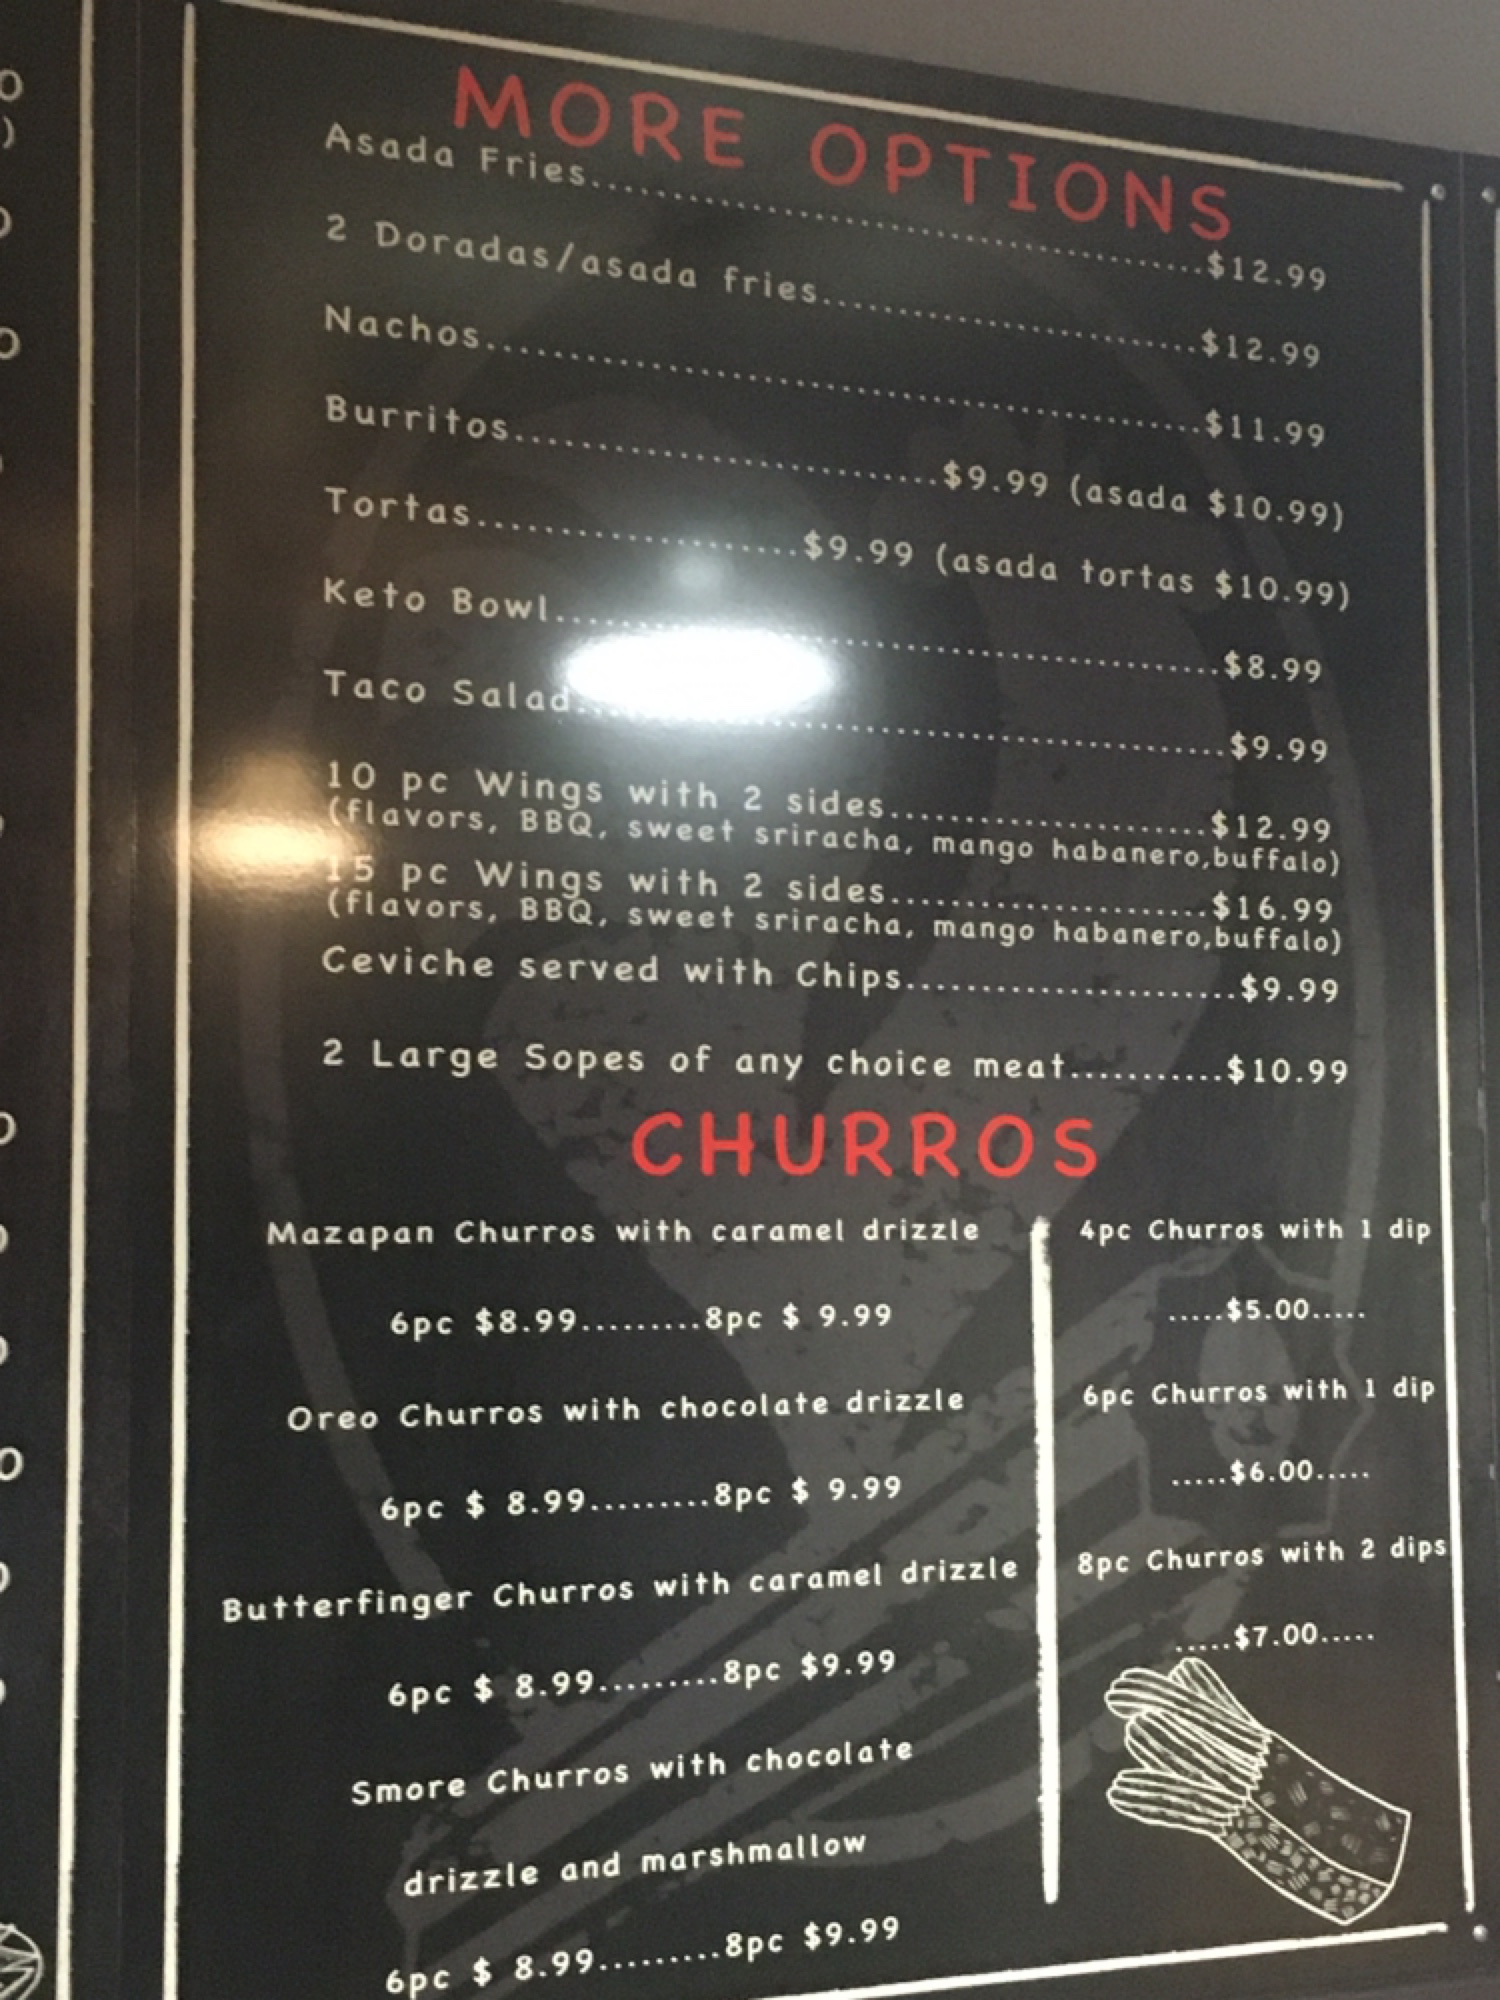 MORE OPTIONS
Asada Fries..............................$12.99
2 Doradas/asada fries..................$12.99
Nachos..............................$11.99
Burritos....................$9.99 (asada $10.99)
Tortas...............$9.99 (asada tortas $10.99)
Keto Bowl..............................$8.99
Taco Salad..............................$9.99
10 pc Wings with 2 sides...............$12.99
(flavors, BBQ, sweet sriracha, mango habanero,buffalo)
15 pc Wings with 2 sides...............$16.99
(flavors, BBQ, sweet sriracha, mango habanero,buffalo)
Ceviche served with Chips................$9.99
2 Large Sopes of any choice meat...........$10.99
CHURROS
Mazapan Churros with caramel drizzle
6pc $8.99.........8pc $ 9.99
Oreo Churros with chocolate drizzle
6pc $ 8.99.........8pc $ 9.99
Butterfinger Churros with caramel drizzle
6pc $ 8.99.........8pc $9.99
Smore Churros with chocolate
drizzle and marshmallow
6pc $ 8.99.........8pc $9.99
4pc Churros with 1 dip
.....$5.00.....
6pc Churros with 1 dip
.....$6.00.....
8pc Churros with 2 dips
.....$7.00.....